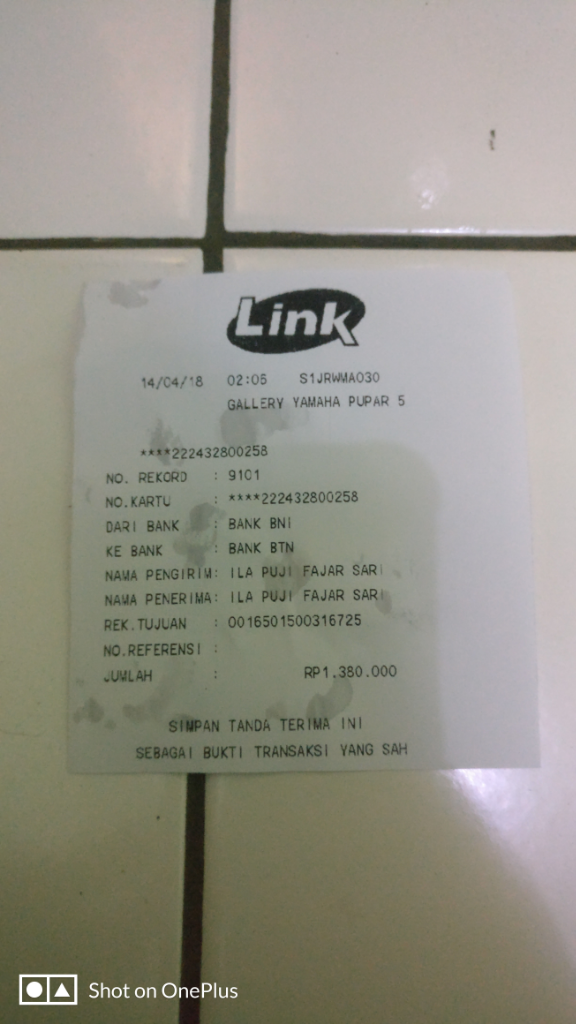 Link
14/04/18 02:05 S1JRWMA030
GALLERY YAMAHA PUPAR 5
****222432800258
NO. REKORD : 9101
NO.KARTU : ****222432800258
DARI BANK : BANK BNI
KE BANK : BANK BTN
NAMA PENGIRIM: ILA PUJI FAJAR SARI
NAMA PENERIMA: ILA PUJI FAJAR SARI
REK.TUJUAN : 0016501500316725
NO.REFERENSI :
JUMLAH : RP1.380.000
SIMPAN TANDA TERIMA INI
SEBAGAI BUKTI TRANSAKSI YANG SAH
Shot on OnePlus